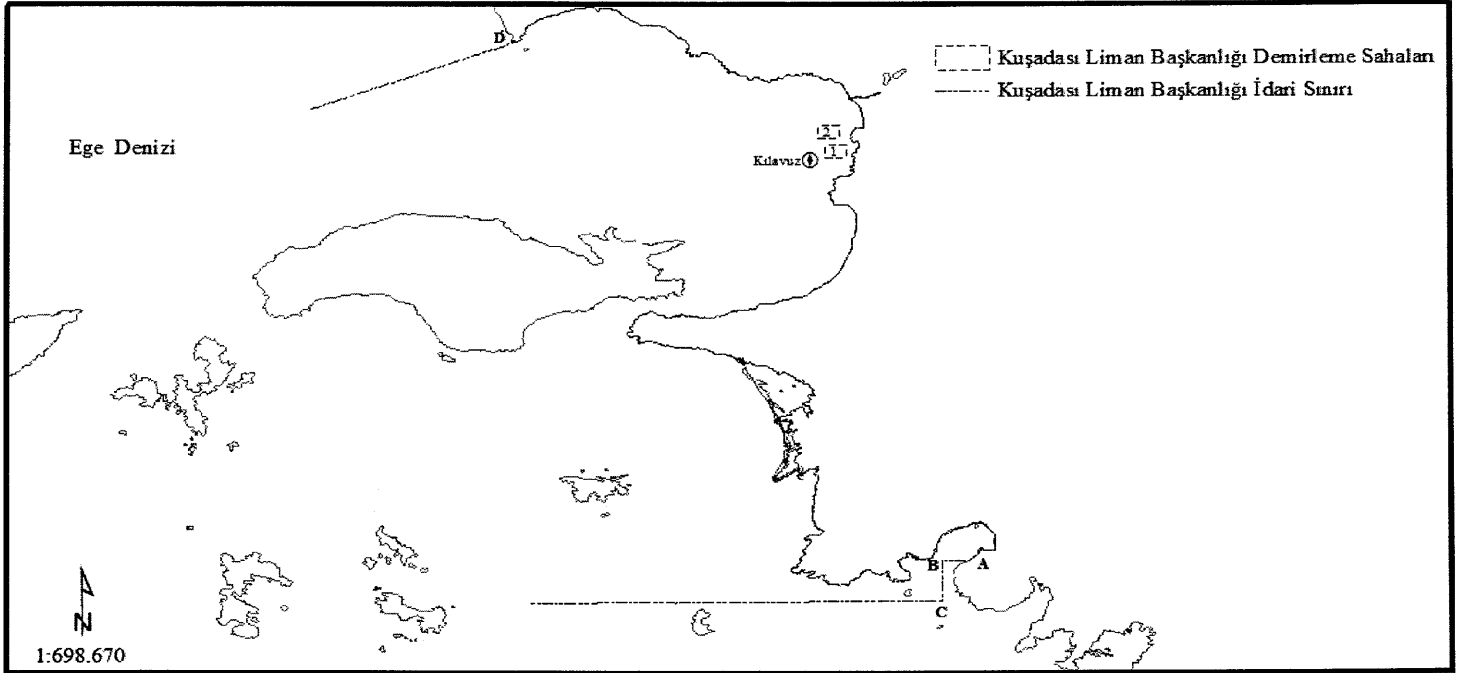 D
Kuşadası Liman Başkanlığı Demirleme Sahaları
Kuşadası Liman Başkanlığı İdari Sınırı
Ege Denizi
2
1
Kılavuz
B
A
C
N
1:698.670